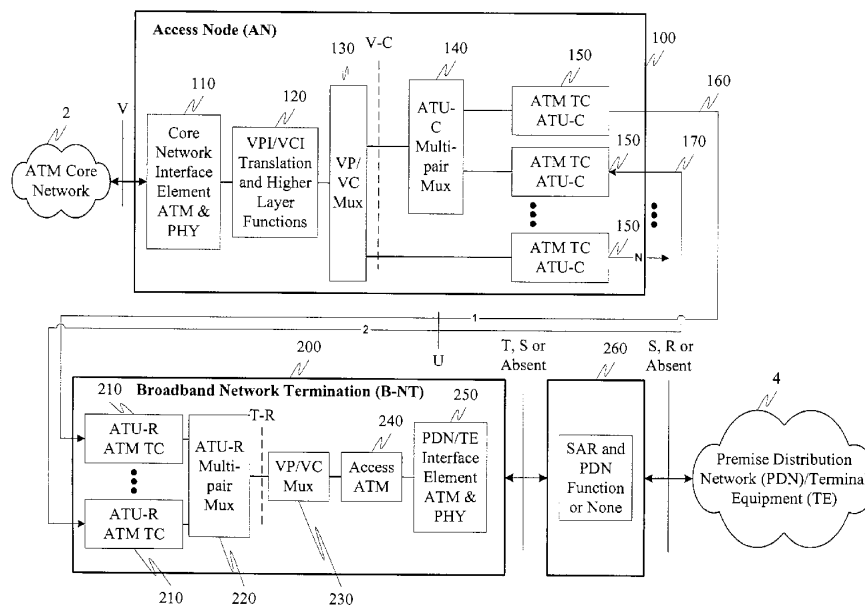 Access Node (AN)
130
V-C
140
150
100
160
110
120
2
V
ATM Core
Network
Core
Network
Interface
Element
ATM &
PHY
VPI/VCI
Translation
and Higher
Layer
Functions
VP/
VC
Mux
ATU-
C
Multi-
pair
Mux
ATM TC
ATU-C
150
170
ATM TC
ATU-C
150
ATM TC
ATU-C
N
1
2
U
200
T, S or
Absent
260
S, R or
Absent
Broadband Network Termination (B-NT)
210
T-R
240
250
4
ATU-R
ATM TC
ATU-R
ATM TC
ATU-R
Multi-
pair
Mux
VP/VC
Mux
Access
ATM
PDN/TE
Interface
Element
ATM &
PHY
SAR and
PDN
Function
or None
Premise Distribution
Network (PDN)/Termina
Equipment (TE)
210
220
230